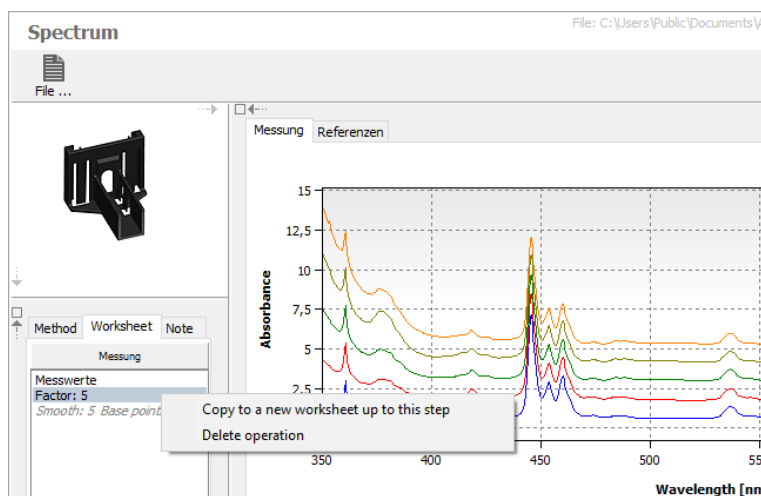 Spectrum
File: C:\Users\Public\Documents\
File ...
Messung
Referenzen
15
12,5
10
7,5
5
2,5
Absorbance
350
400
450
500
Wavelength [nm
Method
Worksheet
Note
Messung
Messwerte
Factor: 5
Smooth: 5 Base point
Copy to a new worksheet up to this step
Delete operation